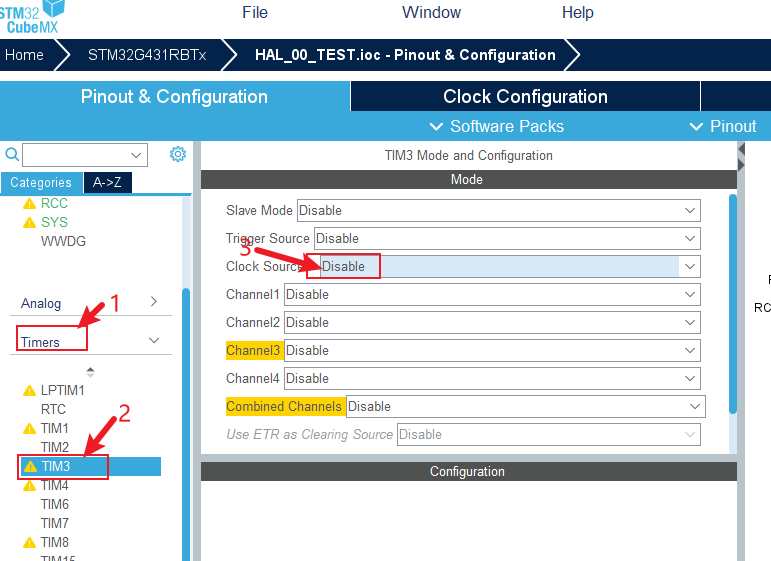 STM32
CubeMX
File
Window
Help
Home
STM32G431RBTx
HAL_00_TEST.ioc - Pinout & Configuration
Pinout & Configuration
Clock Configuration
Software Packs
Pinout
TIM3 Mode and Configuration
Categories
A->Z
Mode
RCC
SYS
WWDG
Slave Mode Disable
Trigger Source Disable
3
Clock Source Disable
Analog
1
Channel1 Disable
Channel2 Disable
Timers
Channel3 Disable
Channel4 Disable
LPTIM1
RTC
2
Combined Channels Disable
TIM1
Use ETR as Clearing Source Disable
TIM2
TIM3
Configuration
TIM4
TIM6
TIM7
TIM8
TIM15
RC